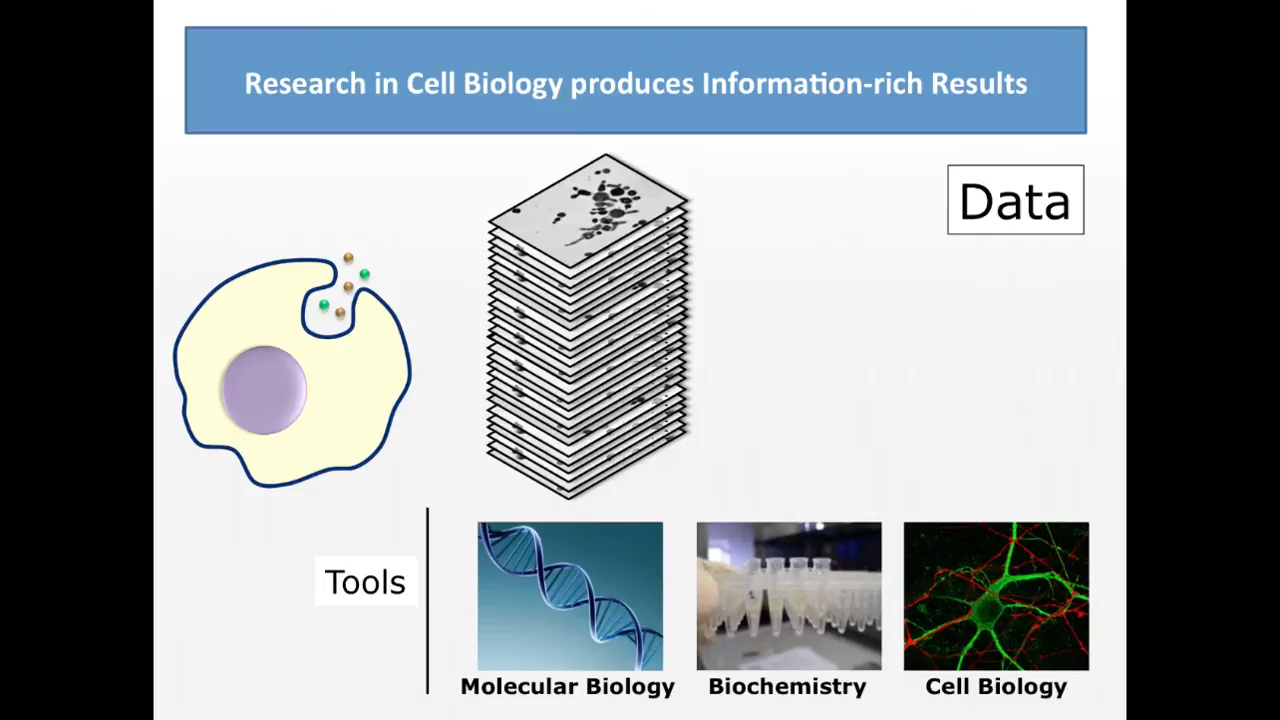 Research in Cell Biology produces Information-rich Results
Data
Tools
Molecular Biology
Biochemistry
Cell Biology